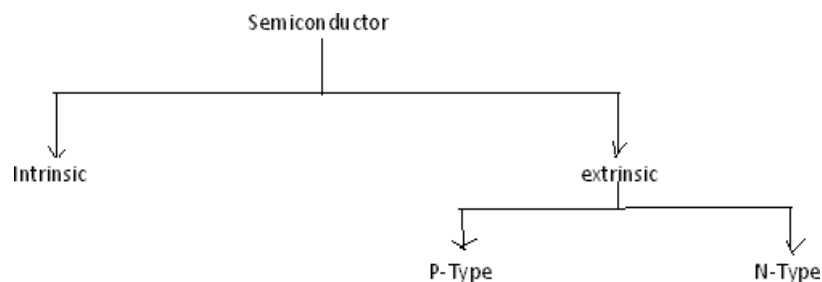 Semiconductor
Intrinsic
extrinsic
P-Type
N-Type